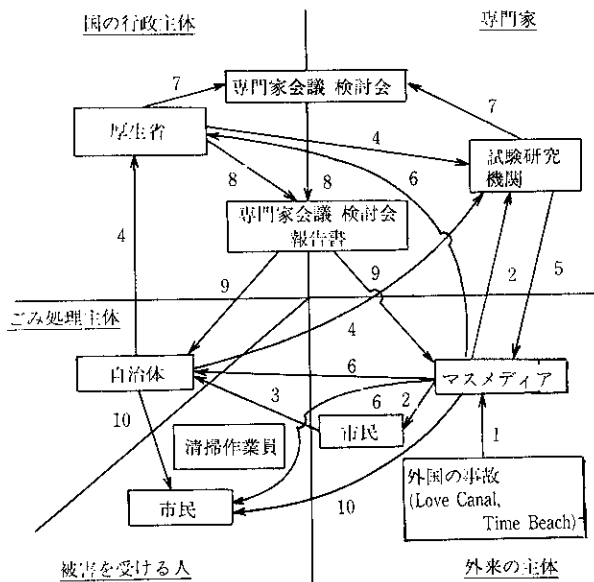 国の行政主体
専門家
専門家会議 検討会
7
7
厚生省
4
試験研究
機関
6
8
8
専門家会議 検討会
報告書
4
9
9
2
5
ごみ処理主体
4
自治体
6
マスメディア
3
6
2
10
市民
1
清掃作業員
外国の事故
(Love Canal,
Time Beach)
市民
10
被害を受ける人
外来の主体